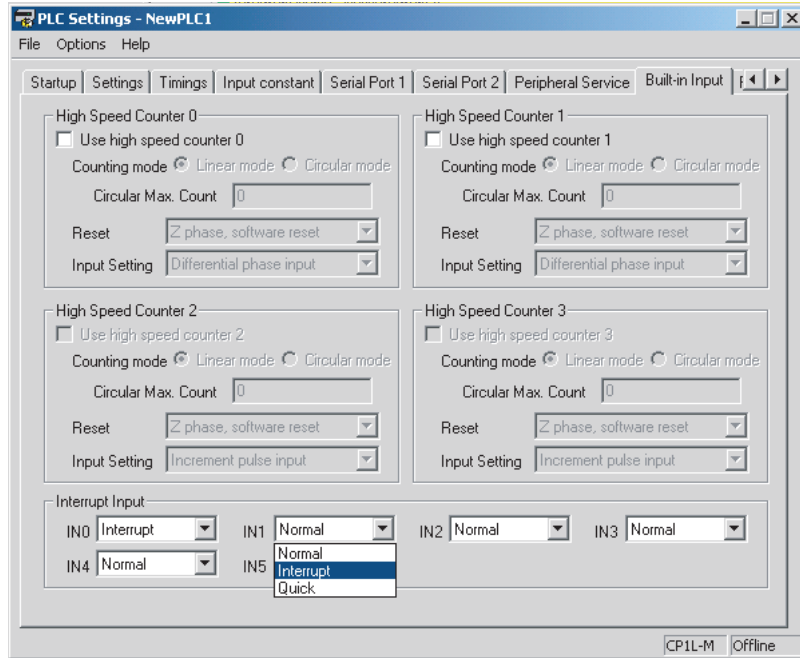 PLC Settings - NewPLC1
File Options Help
Startup Settings Timings Input constant Serial Port 1 Serial Port 2 Peripheral Service Built-in Input
High Speed Counter 0
Use high speed counter 0
Counting mode Linear mode Circular mode
Circular Max. Count 0
Reset Z phase, software reset
Input Setting Differential phase input
High Speed Counter 1
Use high speed counter 1
Counting mode Linear mode Circular mode
Circular Max. Count 0
Reset Z phase, software reset
Input Setting Differential phase input
High Speed Counter 2
Use high speed counter 2
Counting mode Linear mode Circular mode
Circular Max. Count 0
Reset Z phase, software reset
Input Setting Increment pulse input
High Speed Counter 3
Use high speed counter 3
Counting mode Linear mode Circular mode
Circular Max. Count 0
Reset Z phase, software reset
Input Setting Increment pulse input
Interrupt Input
IN0 Interrupt IN1 Normal IN2 Normal IN3 Normal
Normal
IN4 Normal IN5 Interrupt
Quick
CP1L-M Offline